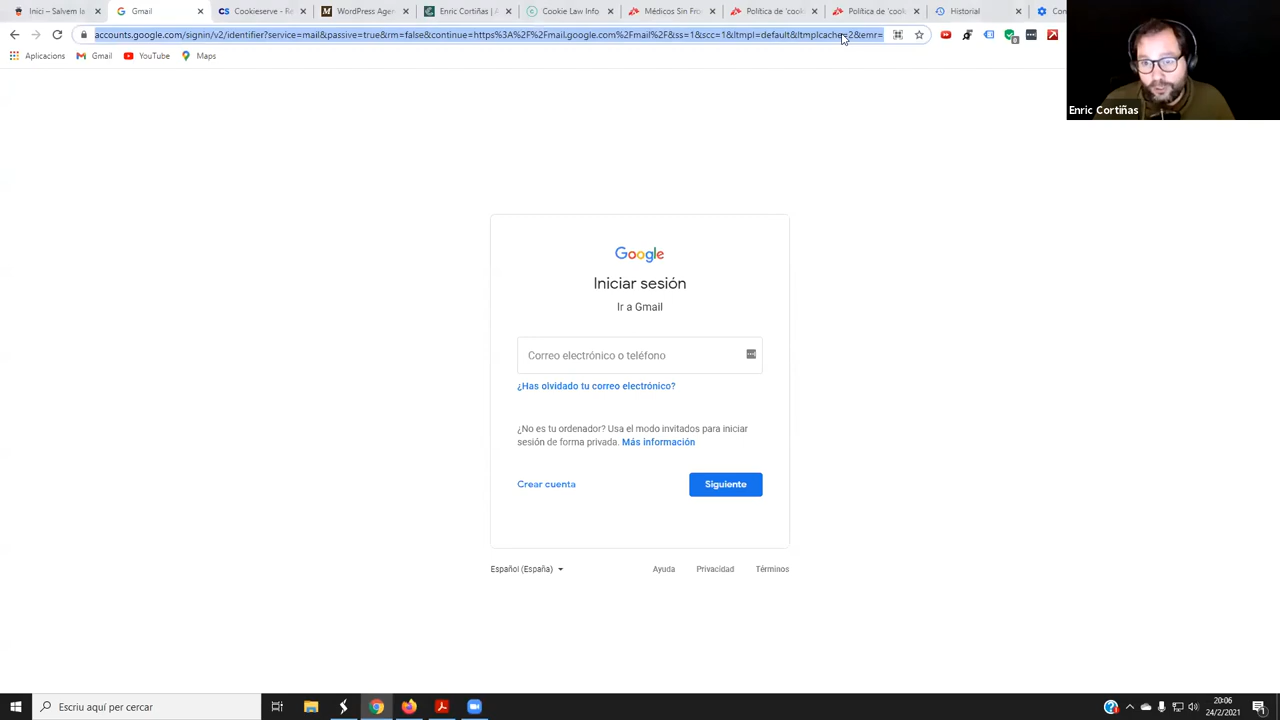 Inici – Salvem la
Gmail
Cookieserve - Re
WordPress Agen
Enric Cortiñas | A
Cookie Law Info
Médicos Sin Fro
Política de 'cook
Política de 'cook
Historial
accounts.google.com/signin/v2/identifier?service=mail&passive=true&rm=false&continue=https%3A%2F%2Fmail.google.com%2Fmail%2F&ss=1&scc=1&ltmpl=default&ltmplcache=2&emr=
Aplicacions
Gmail
YouTube
Maps
Enric Cortiñas
Google
Iniciar sesión
Ir a Gmail
Correo electrónico o teléfono
¿Has olvidado tu correo electrónico?
¿No es tu ordenador? Usa el modo invitados para iniciar
sesión de forma privada. Más información
Crear cuenta
Siguiente
Español (España)
Ayuda
Privacidad
Términos
Escriu aquí per cercar
20:06
24/2/2021